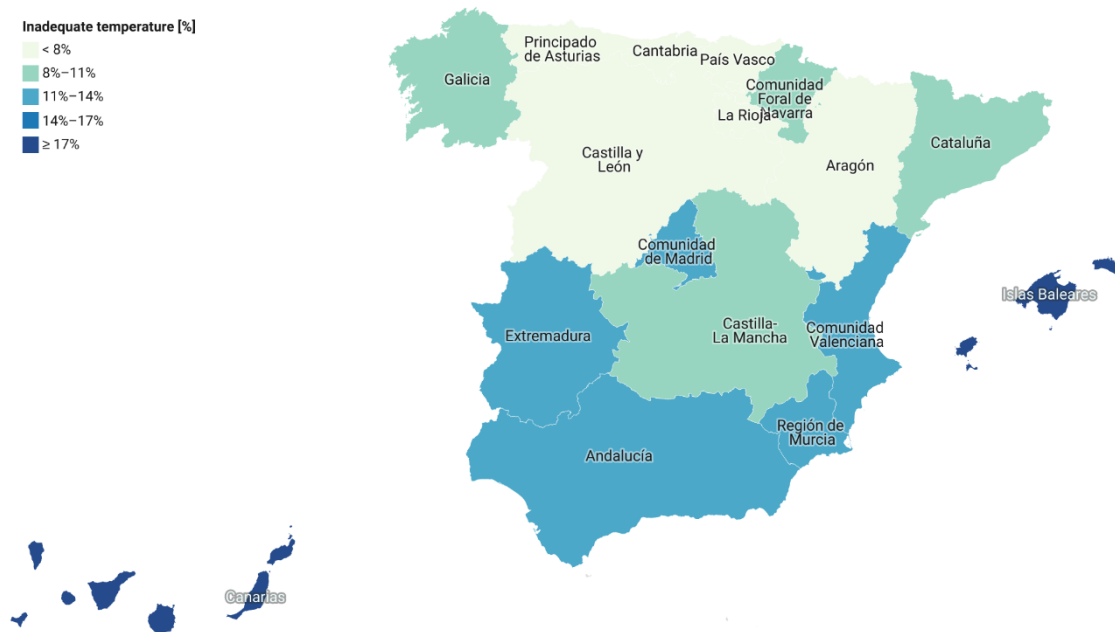 Inadequate temperature [%]
< 8%
8%–11%
11%–14%
14%–17%
≥ 17%
Principado
de Asturias
Cantabria
País Vasco
Galicia
Comunidad
Foral de
Navarra
La Rioja
Castilla y
León
Aragón
Cataluña
Comunidad
de Madrid
Islas Baleares
Extremadura
Castilla-
La Mancha
Comunidad
Valenciana
Región de
Murcia
Andalucía
Canarias